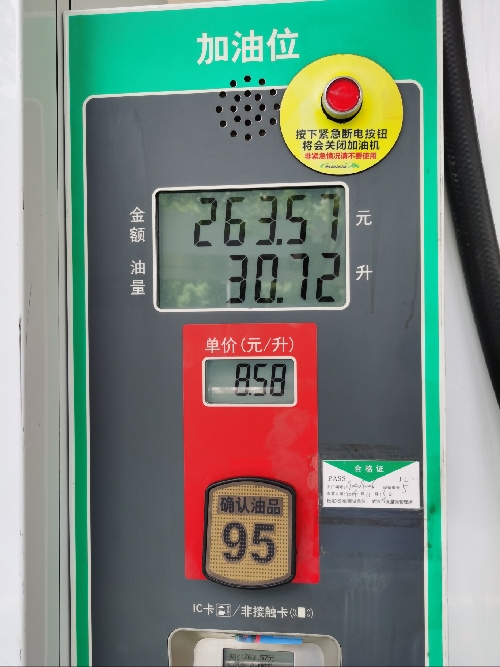 加油位
按下紧急断电按钮
将会关闭加油机
非紧急情况请不要使用
金额 263.57 元
油量 30.72 升
单价(元/升)
8.58
合格证
PASS
确认油品
95
IC卡/非接触卡